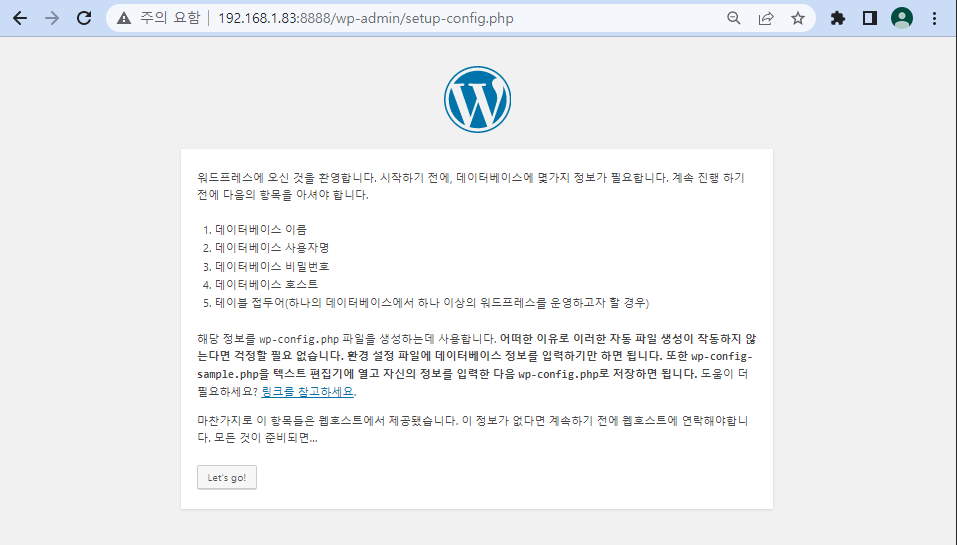 주의 요함 192.168.1.83:8888/wp-admin/setup-config.php
워드프레스에 오신 것을 환영합니다. 시작하기 전에, 데이터베이스에 몇가지 정보가 필요합니다. 계속 진행 하기
전에 다음의 항목을 아셔야 합니다.
1. 데이터베이스 이름
2. 데이터베이스 사용자명
3. 데이터베이스 비밀번호
4. 데이터베이스 호스트
5. 테이블 접두어(하나의 데이터베이스에서 하나 이상의 워드프레스를 운영하고자 할 경우)
해당 정보를 wp-config.php 파일을 생성하는데 사용합니다. 어떠한 이유로 이러한 자동 파일 생성이 작동하지 않
는다면 걱정할 필요 없습니다. 환경 설정 파일에 데이터베이스 정보를 입력하기만 하면 됩니다. 또한 wp-config-
sample.php을 텍스트 편집기에 열고 자신의 정보를 입력한 다음 wp-config.php로 저장하면 됩니다. 도움이 더
필요하세요? 링크를 참고하세요.
마찬가지로 이 항목들은 웹호스트에서 제공됐습니다. 이 정보가 없다면 계속하기 전에 웹호스트에 연락해야합니
다. 모든 것이 준비되면...
Let's go!